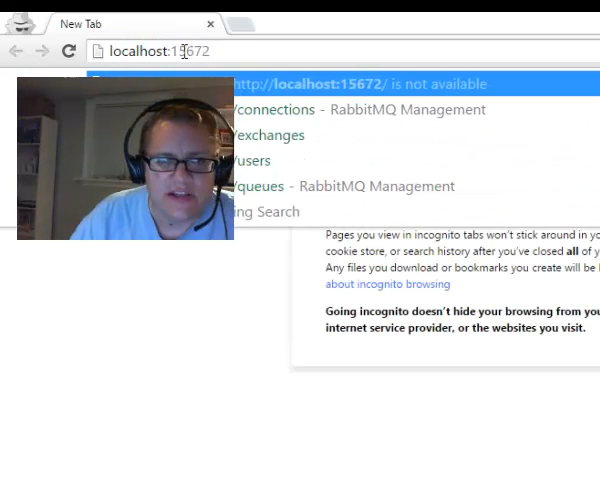 New Tab
localhost:15672
http://localhost:15672/ is not available
/connections - RabbitMQ Management
/exchanges
/users
/queues - RabbitMQ Management
ing Search
Pages you view in incognito tabs won't stick around in yo
cookie store, or search history after you've closed all of y
Any files you download or bookmarks you create will be
about incognito browsing
Going incognito doesn't hide your browsing from you
internet service provider, or the websites you visit.